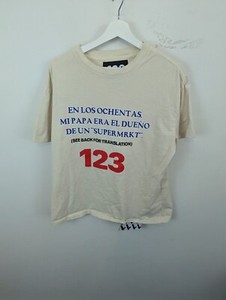 EN LOS OCHENTAS,
MI PAPA ERA EL DUEÑO
DE UN "SUPERMRKT".
(SEE BACK FOR TRANSLATION)
123